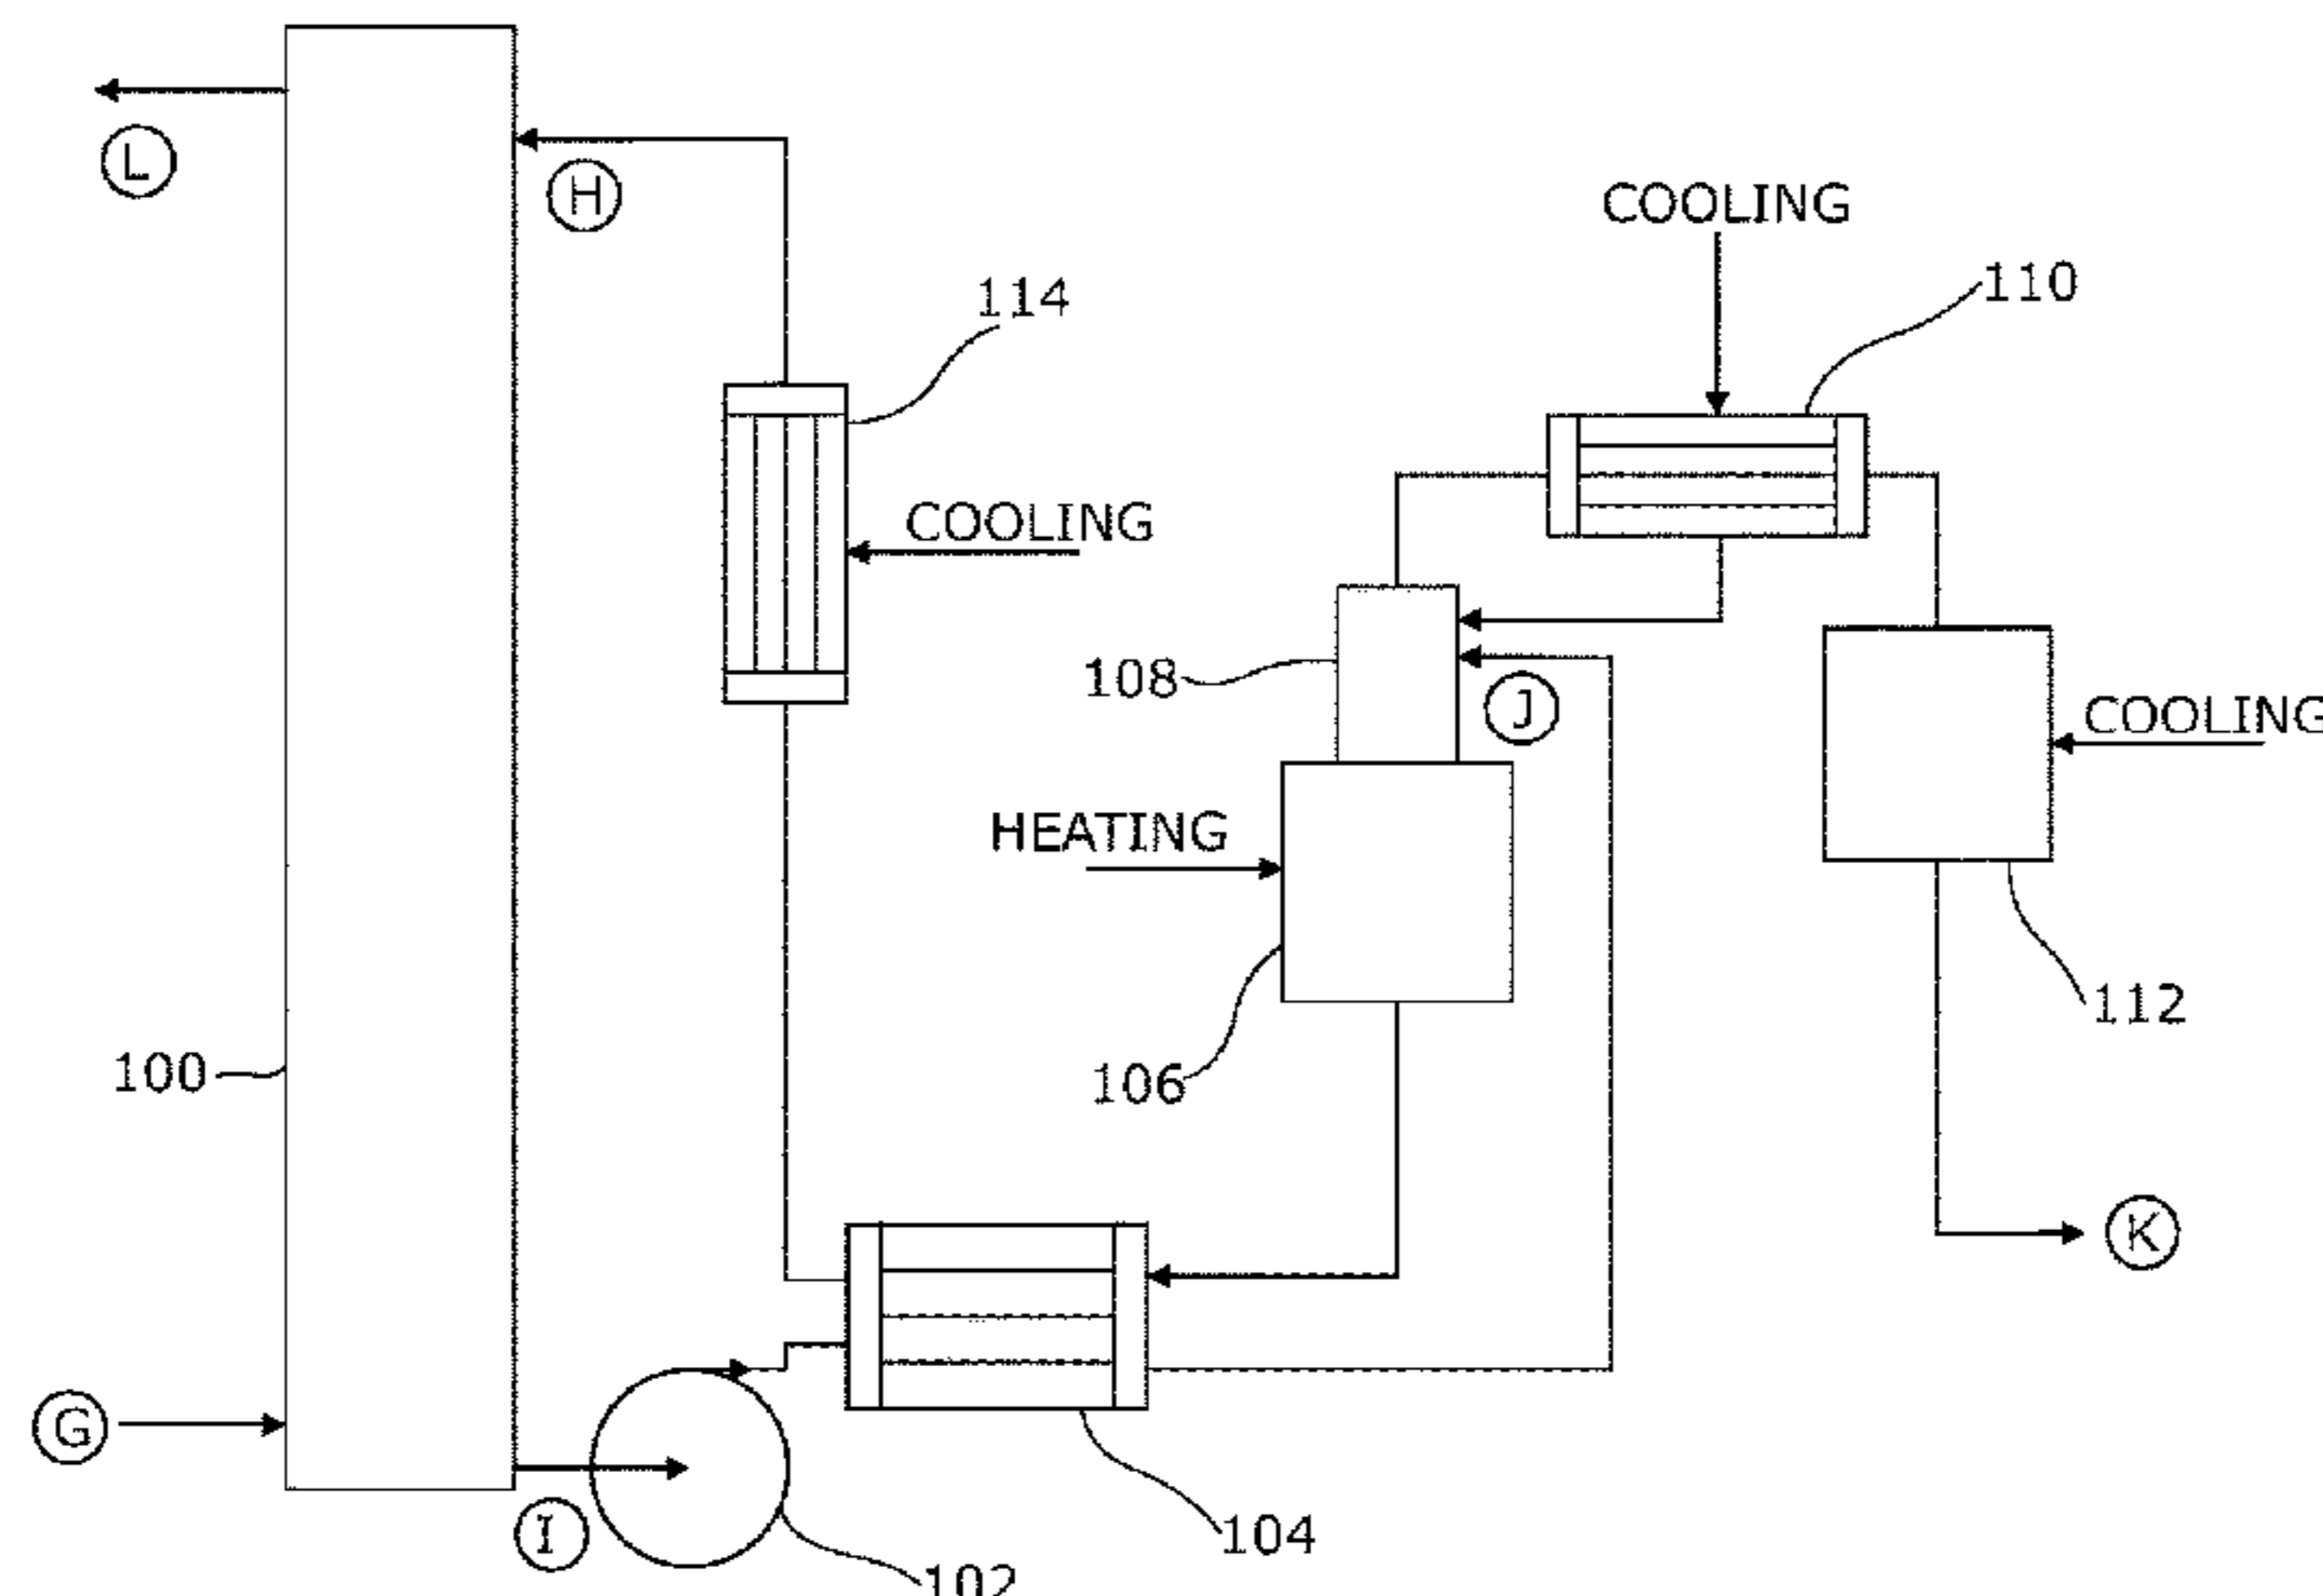 L
H
COOLING
110
114
COOLING
108
J
COOLING
HEATING
112
100
106
K
G
I
104
102